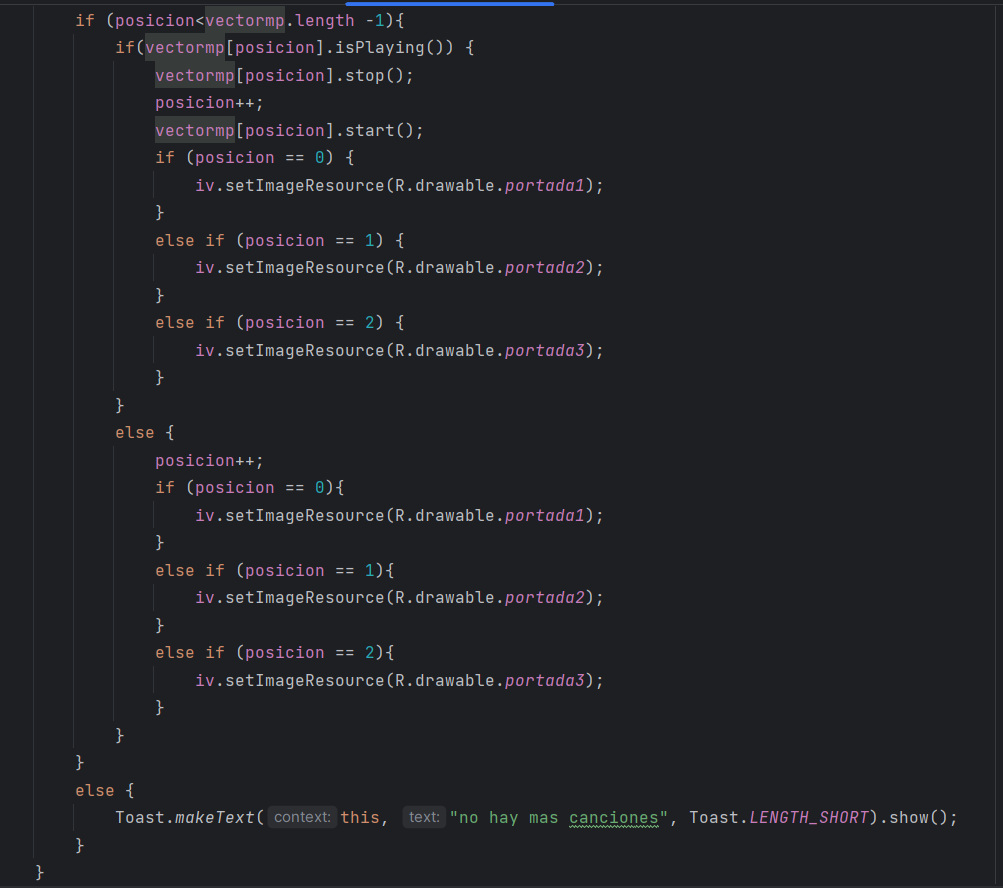 if (posicion<vectormp.length -1){
if(vectormp[posicion].isPlaying()) {
vectormp[posicion].stop();
posicion++;
vectormp[posicion].start();
if (posicion == 0) {
iv.setImageResource(R.drawable.portada1);
}
else if (posicion == 1) {
iv.setImageResource(R.drawable.portada2);
}
else if (posicion == 2) {
iv.setImageResource(R.drawable.portada3);
}
}
else {
posicion++;
if (posicion == 0){
iv.setImageResource(R.drawable.portada1);
}
else if (posicion == 1){
iv.setImageResource(R.drawable.portada2);
}
else if (posicion == 2){
iv.setImageResource(R.drawable.portada3);
}
}
}
else {
Toast.makeText( context: this, text: "no hay mas canciones", Toast.LENGTH_SHORT).show();
}
}